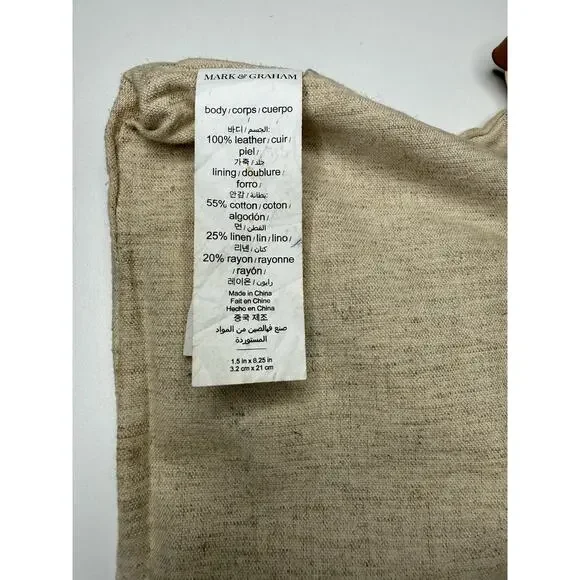 MARK & GRAHAM
body / corps / cuerpo /
바디 / الجسم:
100% leather / cuir /
piel /
가죽 / جلد
lining / doublure /
forro /
안감 / بطانة:
55% cotton / coton /
algodón /
면 / القطن
25% linen / lin / lino /
리넨 / كتان
20% rayon / rayonne
/ rayón /
레이온 / رايون
Made in China
Fait en Chine
Hecho en China
중국 제조
صنع فيالصين من المواد
المستوردة
1.5 in x 8.25 in
3.2 cm x 21 cm